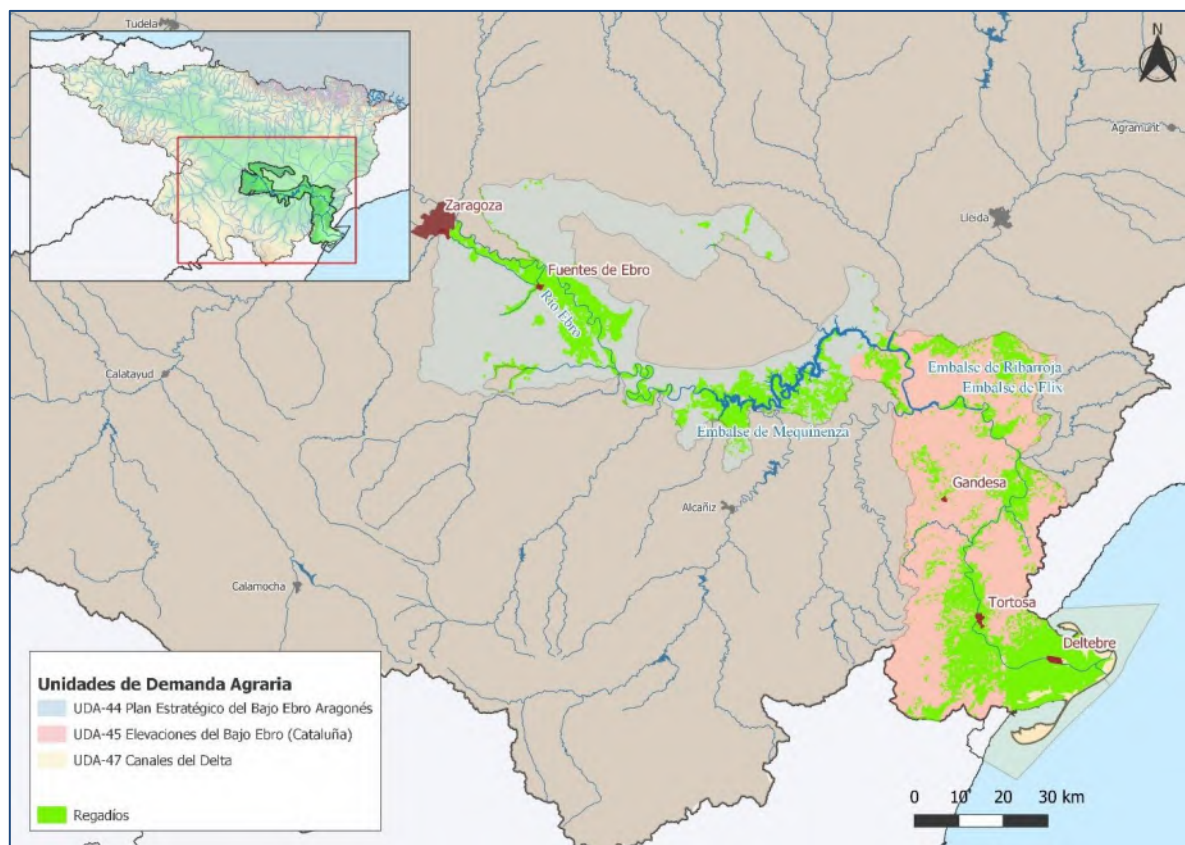 Tudela
N
Agramunt
Zaragoza
Lleida
Fuentes de Ebro
Río Ebro
Calatayud
Embalse de Ribarroja
Embalse de Flix
Embalse de Mequinenza
Gandesa
Alcañiz
Calamocha
Tortosa
Deltebre
Unidades de Demanda Agraria
UDA-44 Plan Estratégico del Bajo Ebro Aragonés
UDA-45 Elevaciones del Bajo Ebro (Cataluña)
UDA-47 Canales del Delta
Regadíos
0 10 20 30 km